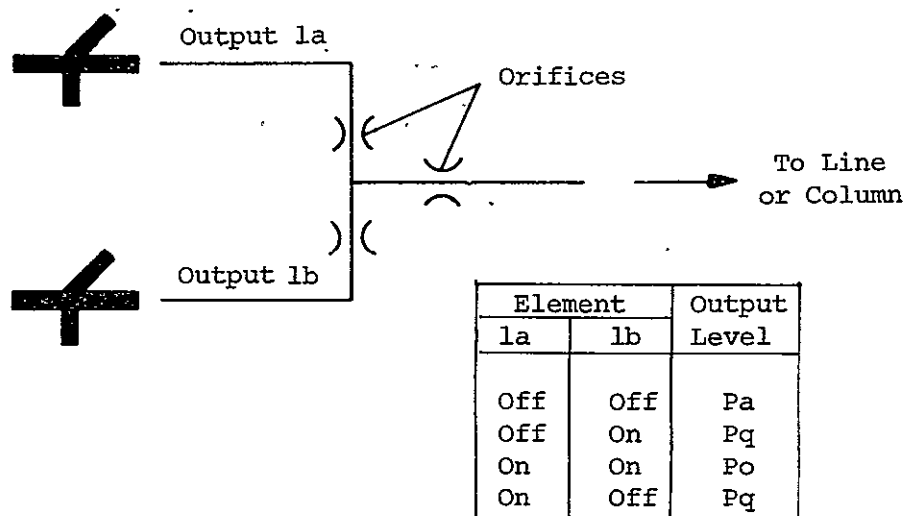 Output 1a
Orifices
To Line
or Column
Output 1b
Element Output
1a 1b Level
Off Off Pa
Off On Pq
On On Po
On Off Pq